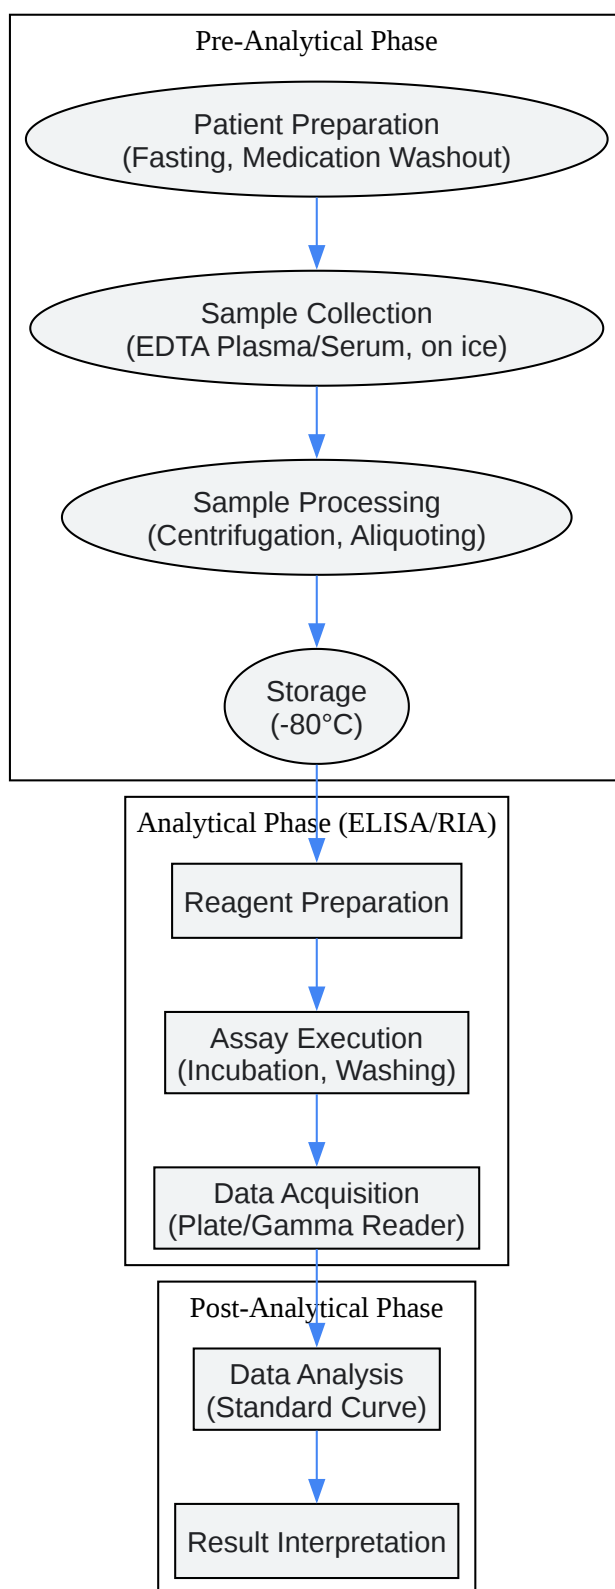 Pre-Analytical Phase
Patient Preparation
(Fasting, Medication Washout)
Sample Collection
(EDTA Plasma/Serum, on ice)
Sample Processing
(Centrifugation, Aliquoting)
Storage
(-80°C)
Analytical Phase (ELISA/RIA)
Reagent Preparation
Assay Execution
(Incubation, Washing)
Data Acquisition
(Plate/Gamma Reader)
Post-Analytical Phase
Data Analysis
(Standard Curve)
Result Interpretation